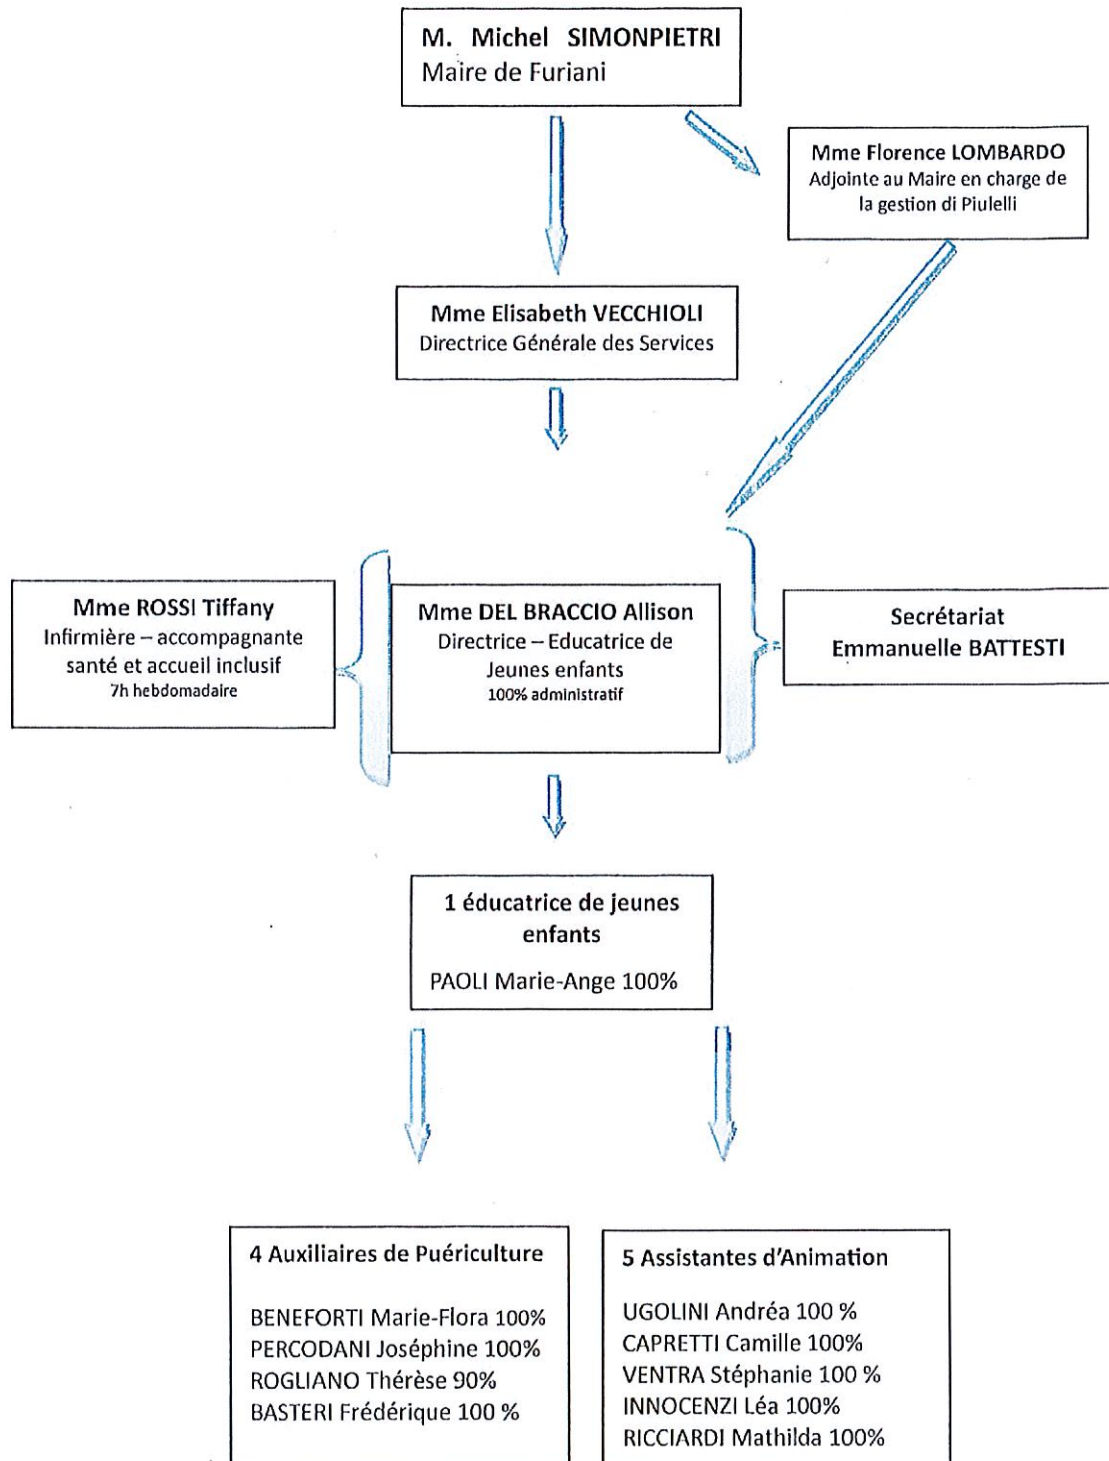 M. Michel SIMONPIETRI
Maire de Furiani
Mme Florence LOMBARDO
Adjointe au Maire en charge de
la gestion di Piulelli
Mme Elisabeth VECCHIOLI
Directrice Générale des Services
Mme ROSSI Tiffany
Infirmière – accompagnante
santé et accueil inclusif
7h hebdomadaire
Mme DEL BRACCIO Allison
Directrice – Educatrice de
Jeunes enfants
100% administratif
Secrétariat
Emmanuelle BATTESTI
1 éducatrice de jeunes
enfants
PAOLI Marie-Ange 100%
4 Auxiliaires de Puériculture
BENEFORTI Marie-Flora 100%
PERCODANI Joséphine 100%
ROGLIANO Thérèse 90%
BASTERI Frédérique 100 %
5 Assistantes d'Animation
UGOLINI Andréa 100 %
CAPRETTI Camille 100%
VENTRA Stéphanie 100 %
INNOCENZI Léa 100%
RICCIARDI Mathilda 100%